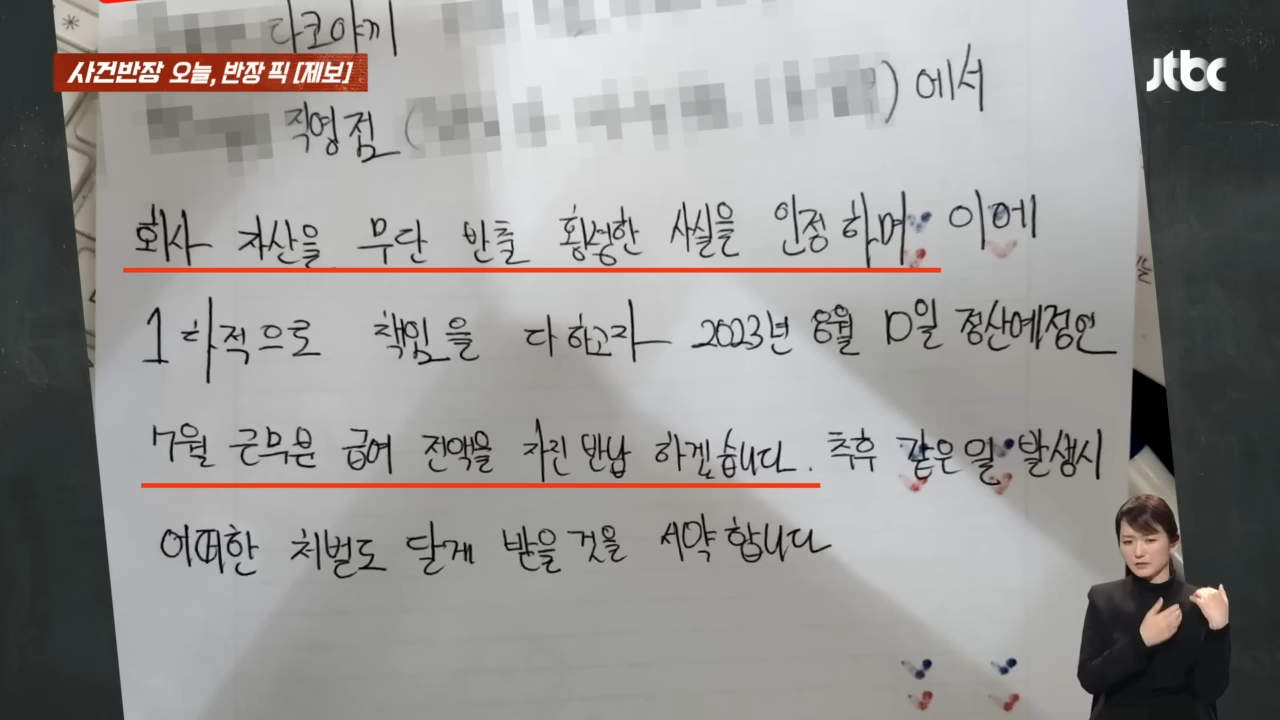 다코야끼
사건반장 오늘, 반장 픽 [제보]
jtbc
직영점 ( ) 에서
회사 자산을 무단 반출 횡령한 사실을 인정하며 이에
1차적으로 책임을 다하고자 2023년 8월 10일 정산예정인
7월 근무분 급여 전액을 자진 반납 하겠습니다. 추후 같은일 발생시
어떠한 처벌도 달게 받을것을 서약합니다